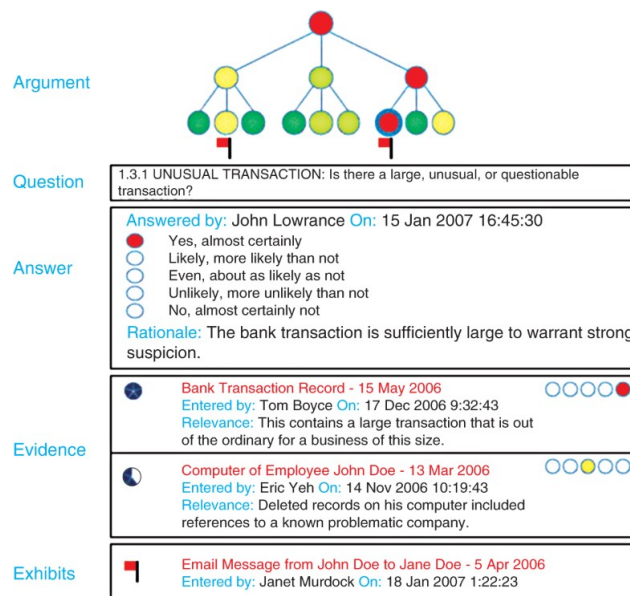 Argument
Question
1.3.1 UNUSUAL TRANSACTION: Is there a large, unusual, or questionable
transaction?
Answer
Answered by: John Lowrance On: 15 Jan 2007 16:45:30
Yes, almost certainly
Likely, more likely than not
Even, about as likely as not
Unlikely, more unlikely than not
No, almost certainly not
Rationale: The bank transaction is sufficiently large to warrant strong
suspicion.
Evidence
Bank Transaction Record - 15 May 2006
Entered by: Tom Boyce On: 17 Dec 2006 9:32:43
Relevance: This contains a large transaction that is out
of the ordinary for a business of this size.
Computer of Employee John Doe - 13 Mar 2006
Entered by: Eric Yeh On: 14 Nov 2006 10:19:43
Relevance: Deleted records on his computer included
references to a known problematic company.
Exhibits
Email Message from John Doe to Jane Doe - 5 Apr 2006
Entered by: Janet Murdock On: 18 Jan 2007 1:22:23